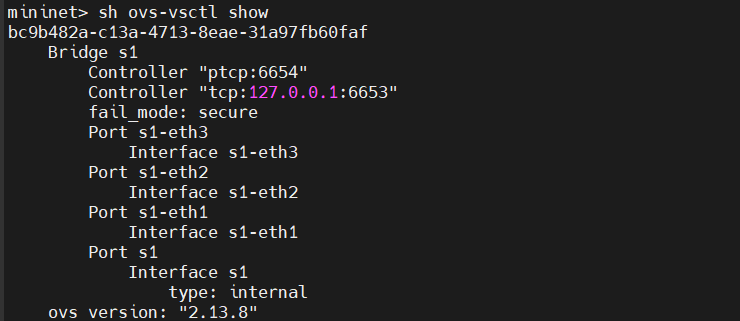 mininet> sh ovs-vsctl show
bc9b482a-c13a-4713-8eae-31a97fb60faf
    Bridge s1
        Controller "ptcp:6654"
        Controller "tcp:127.0.0.1:6653"
        fail_mode: secure
        Port s1-eth3
            Interface s1-eth3
        Port s1-eth2
            Interface s1-eth2
        Port s1-eth1
            Interface s1-eth1
        Port s1
            Interface s1
                type: internal
    ovs_version: "2.13.8"